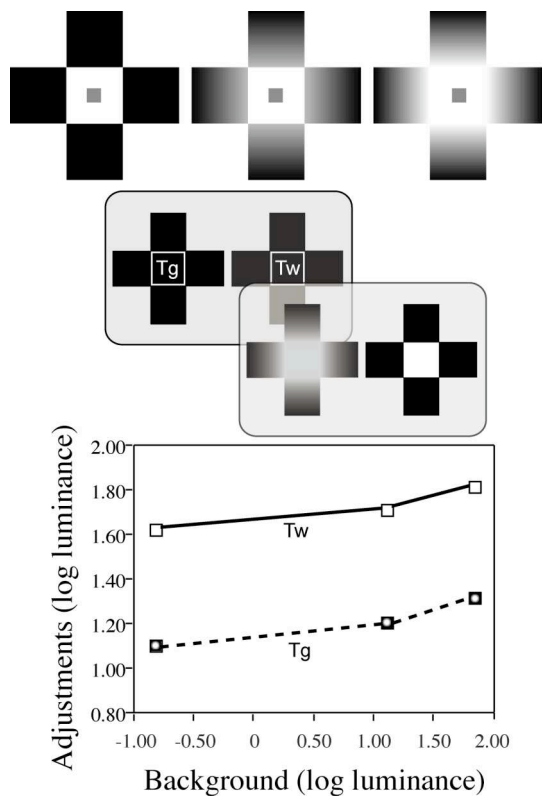 Tg Tw
2.00
1.80
1.60
1.40
1.20
1.00
0.80
Tw
Tg
-1.00 -0.50 0 0.50 1.00 1.50 2.00
Adjustments (log luminance)
Background (log luminance)